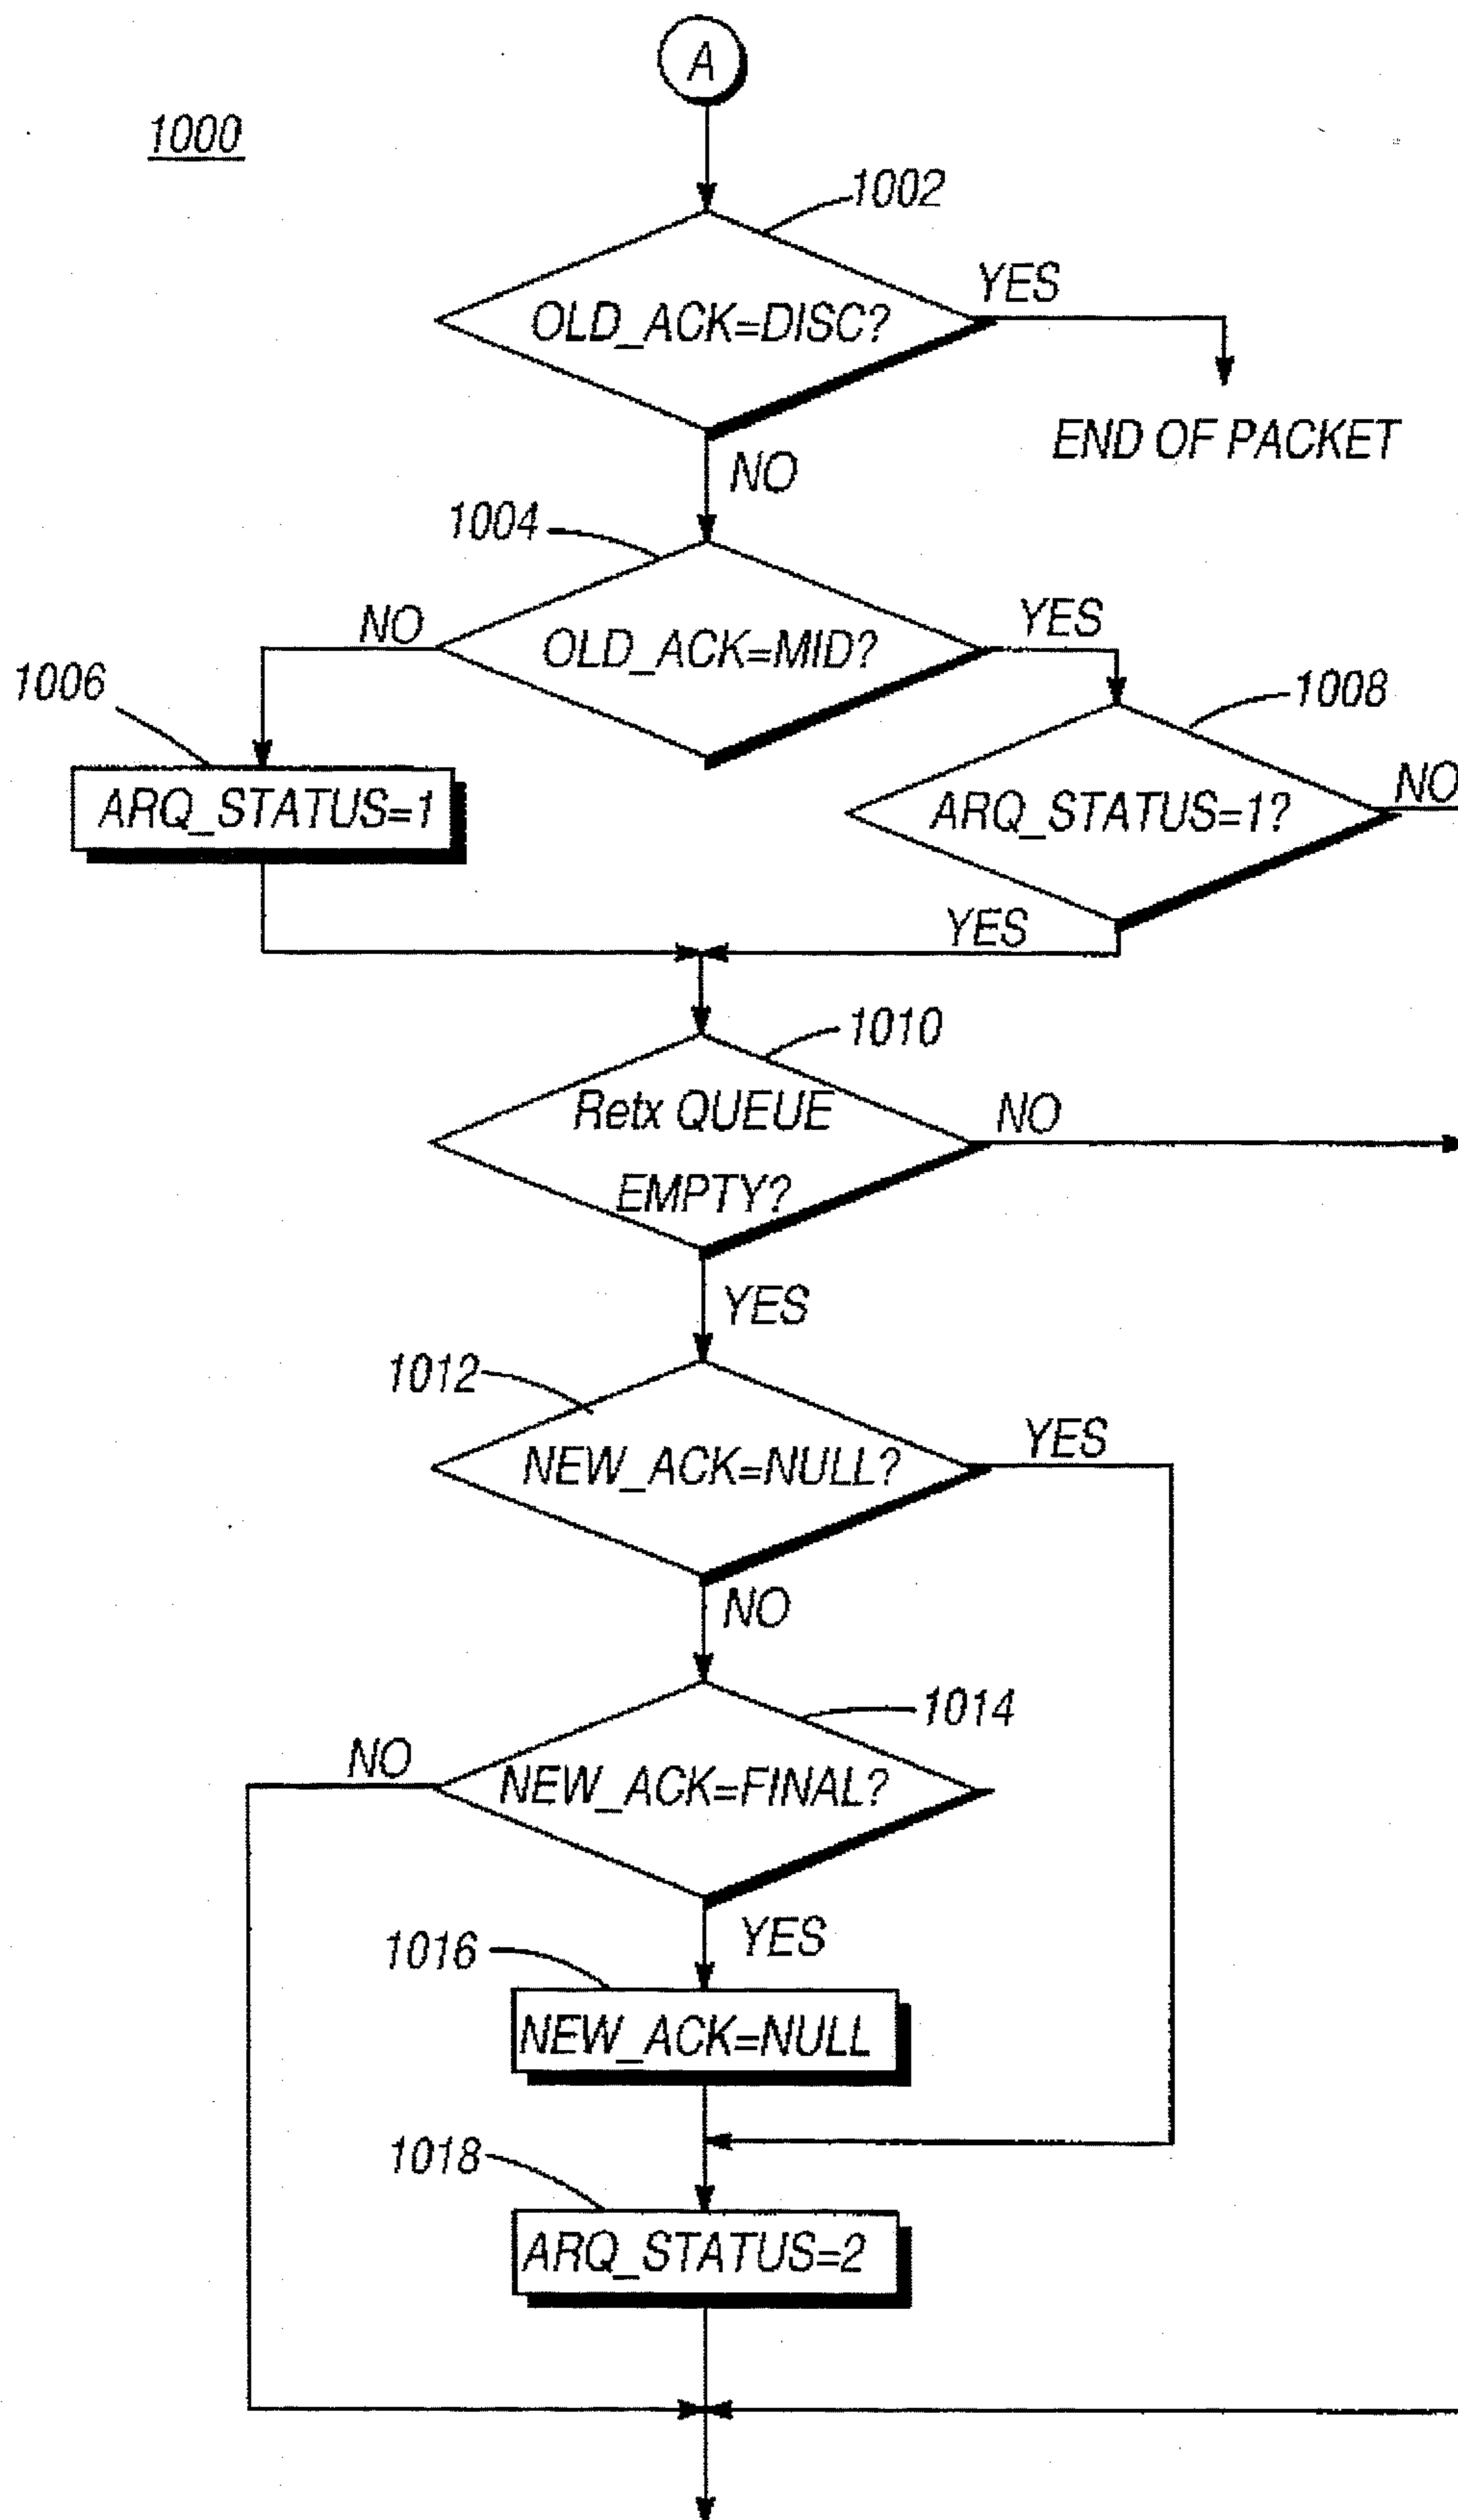 A
1000
1002
OLD_ACK=DISC?
YES
END OF PACKET
NO
1004
NO
OLD_ACK=MID?
YES
1006
1008
ARQ_STATUS=1
ARQ_STATUS=1?
NO
YES
1010
Retx QUEUE
EMPTY?
NO
YES
1012
NEW_ACK=NULL?
YES
NO
1014
NO
NEW_ACK=FINAL?
YES
1016
NEW_ACK=NULL
1018
ARQ_STATUS=2